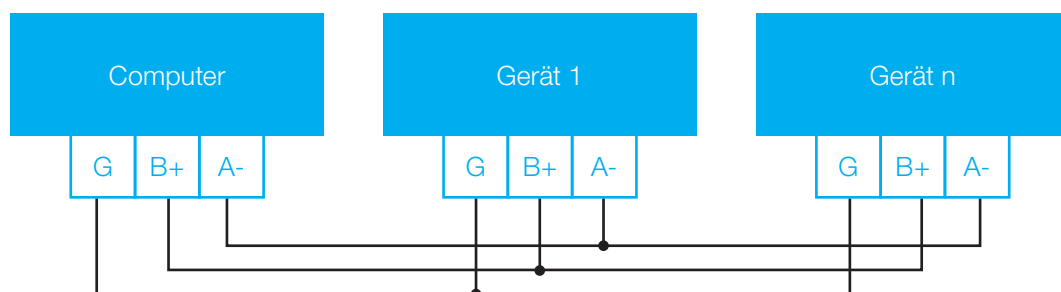 Computer Gerät 1 Gerät n
G B+ A- G B+ A- G B+ A-